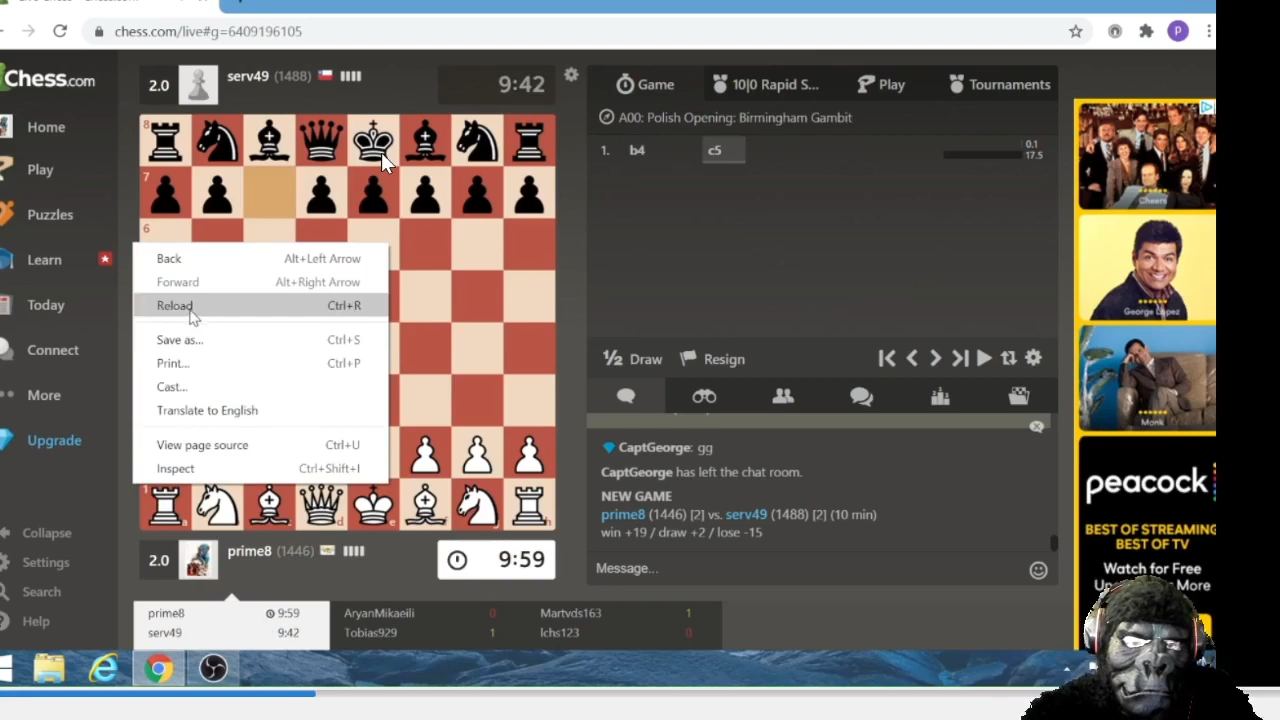 chess.com/live#g=6409196105
P
Chess.com
Home
Play
Puzzles
Learn
Today
Connect
More
Upgrade
Collapse
Settings
Search
Help
2.0 serv49 (1488) 9:42
8
7
6
Back Alt+Left Arrow
Forward Alt+Right Arrow
Reload Ctrl+R
Save as... Ctrl+S
Print... Ctrl+P
Cast...
Translate to English
View page source Ctrl+U
Inspect Ctrl+Shift+I
1 a b c d e f g h
2.0 prime8 (1446) 9:59
prime8 9:59
serv49 9:42
AryanMikaeili 0
Tobias929 1
Martvds163 1
lchs123 0
Game 10|0 Rapid S... Play Tournaments
A00: Polish Opening: Birmingham Gambit
1. b4 c5 0.1
17.5
½ Draw Resign
CaptGeorge: gg
CaptGeorge has left the chat room.
NEW GAME
prime8 (1446) [2] vs. serv49 (1488) [2] (10 min)
win +19 / draw +2 / lose -15
Message...
Cheers
George Lopez
Monk
peacock
BEST OF STREAMING
BEST OF TV
Watch for Free
More